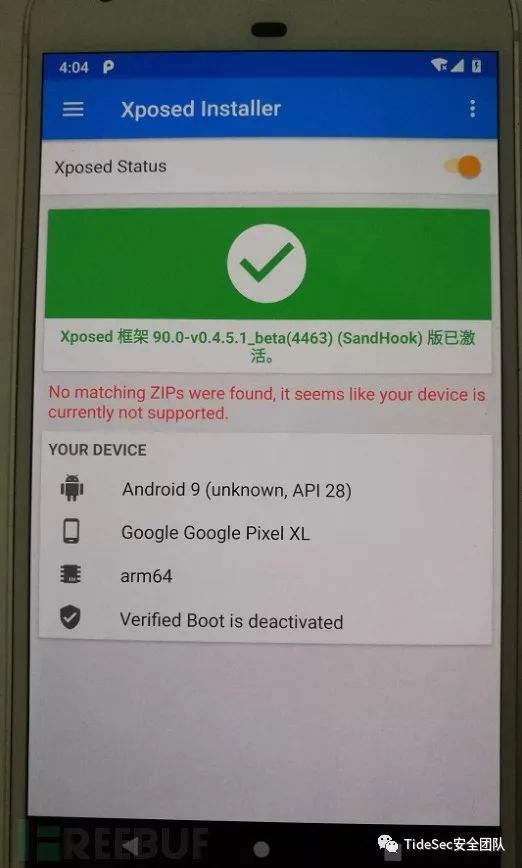 4:04
Xposed Installer
Xposed Status
Xposed 框架 90.0-v0.4.5.1_beta(4463) (SandHook) 版已激
活。
No matching ZIPs were found, it seems like your device is
currently not supported.
YOUR DEVICE
Android 9 (unknown, API 28)
Google Google Pixel XL
arm64
Verified Boot is deactivated
FREEBUF
TideSec安全团队